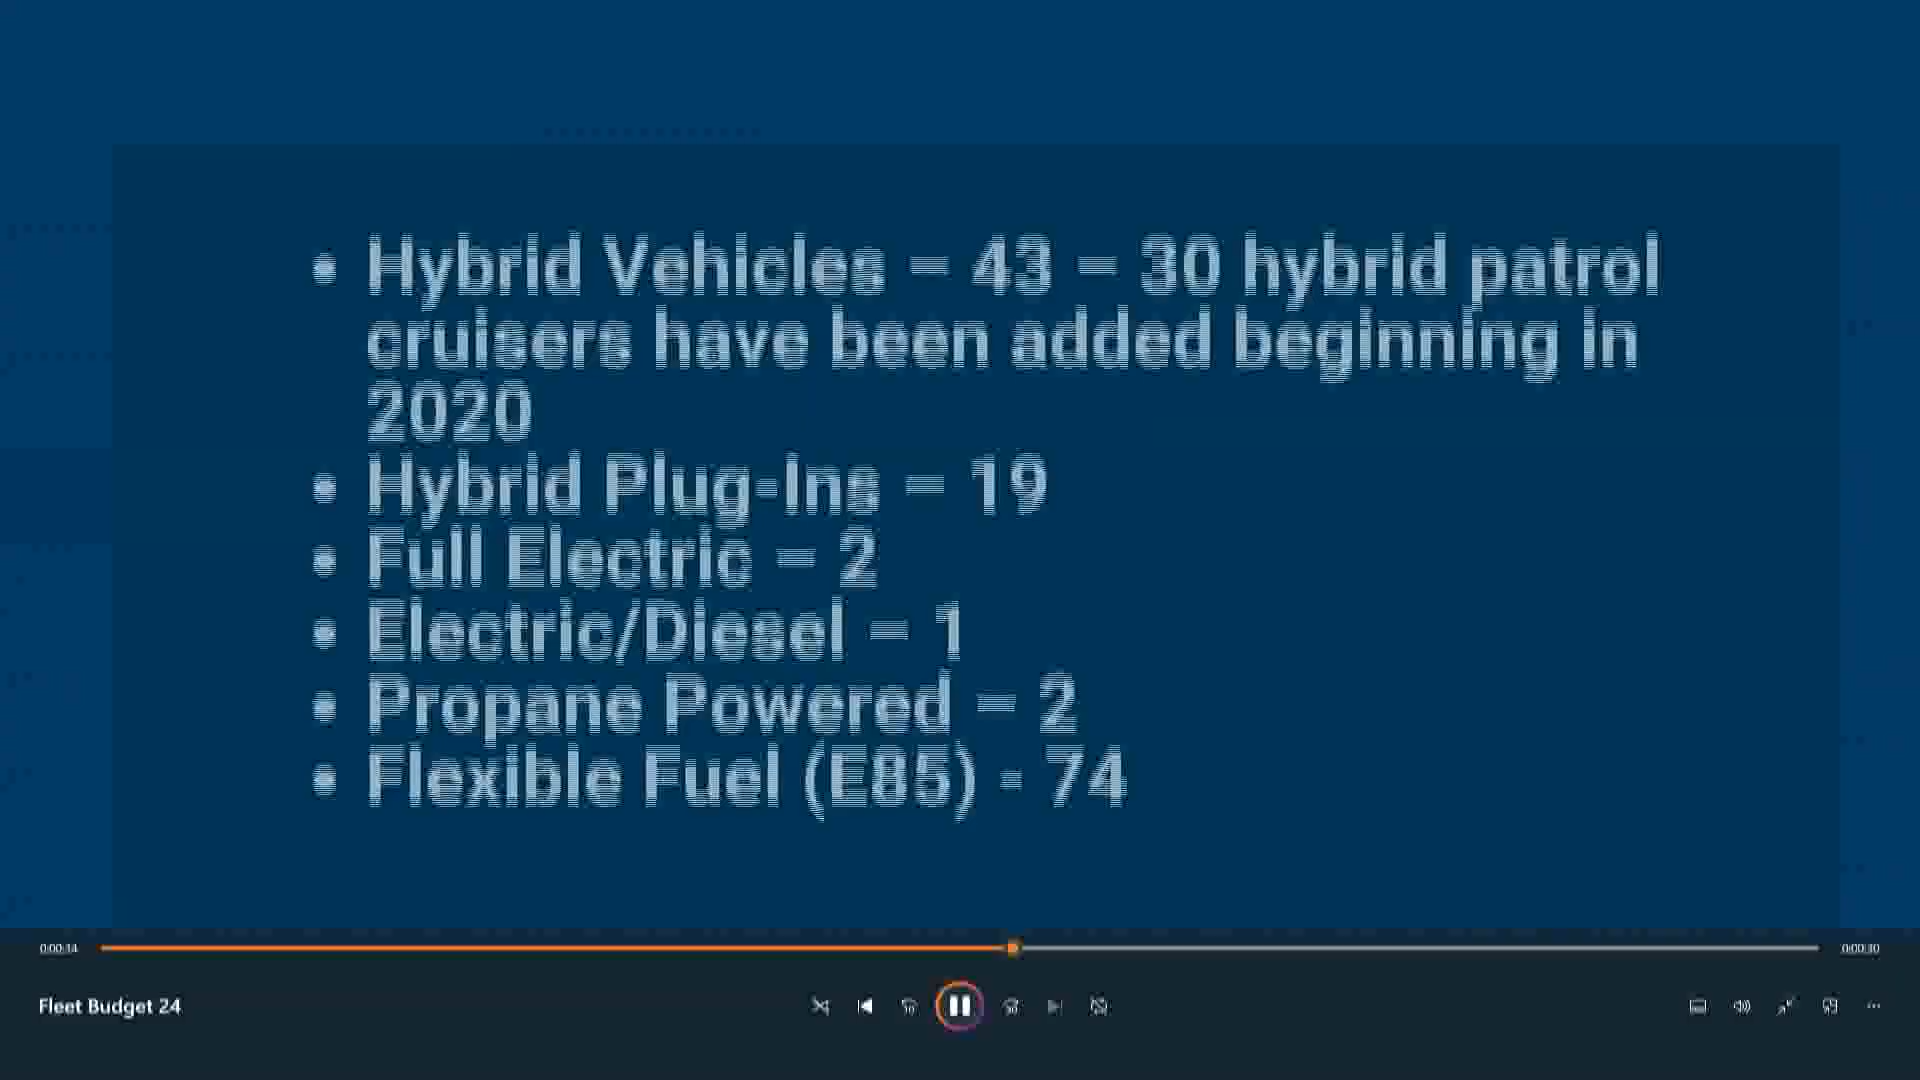 • Hybrid Vehicles – 43 – 30 hybrid patrol
cruisers have been added beginning in
2020
• Hybrid Plug-Ins – 19
• Full Electric – 2
• Electric/Diesel – 1
• Propane Powered – 2
• Flexible Fuel (E85) - 74
0:00:34
0:00:30
Fleet Budget 24